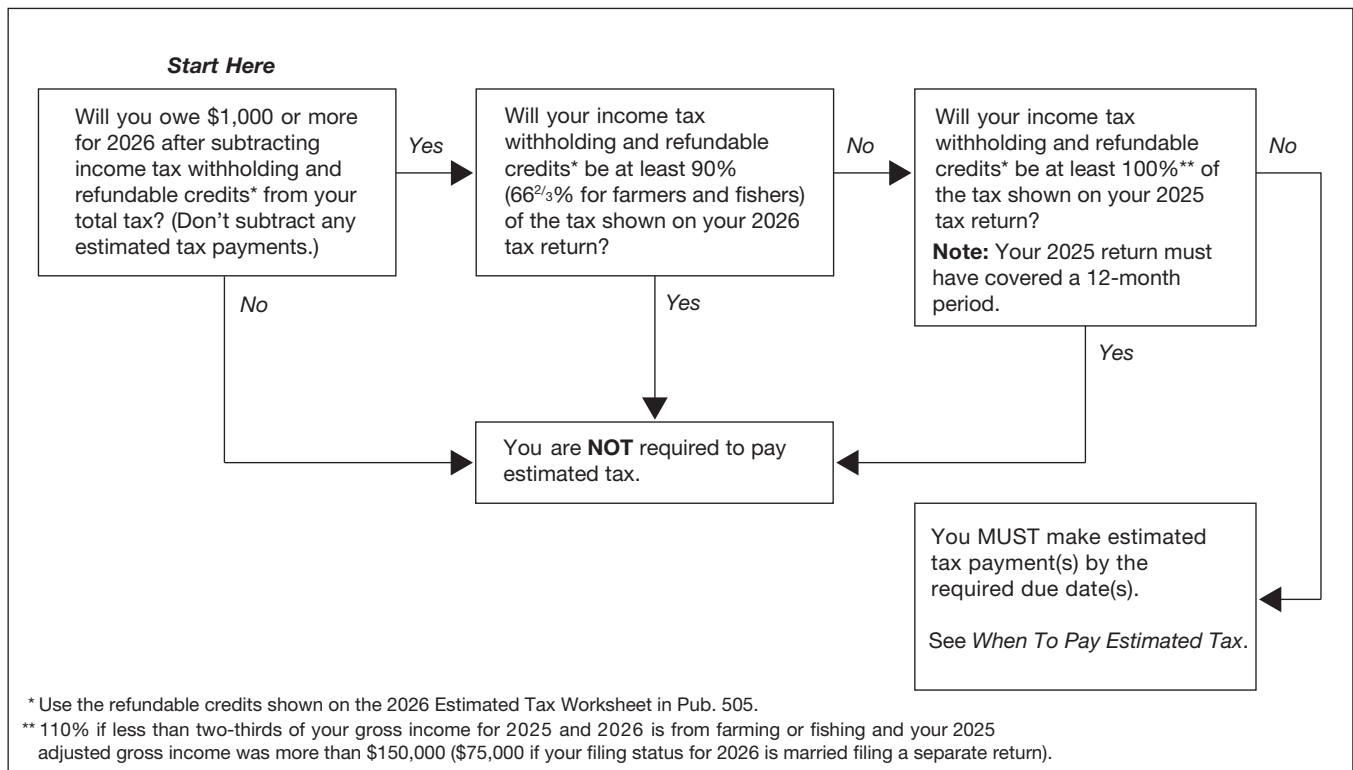 Start Here
Will you owe $1,000 or more
for 2026 after subtracting
income tax withholding and
refundable credits* from your
total tax? (Don’t subtract any
estimated tax payments.)
Yes
No
Will your income tax
withholding and refundable
credits* be at least 90%
(66 2/3% for farmers and fishers)
of the tax shown on your 2026
tax return?
No
Yes
Will your income tax
withholding and refundable
credits* be at least 100%** of
the tax shown on your 2025
tax return?
Note: Your 2025 return must
have covered a 12-month
period.
No
Yes
You are NOT required to pay
estimated tax.
You MUST make estimated
tax payment(s) by the
required due date(s).
See When To Pay Estimated Tax.
* Use the refundable credits shown on the 2026 Estimated Tax Worksheet in Pub. 505.
** 110% if less than two-thirds of your gross income for 2025 and 2026 is from farming or fishing and your 2025
adjusted gross income was more than $150,000 ($75,000 if your filing status for 2026 is married filing a separate return).